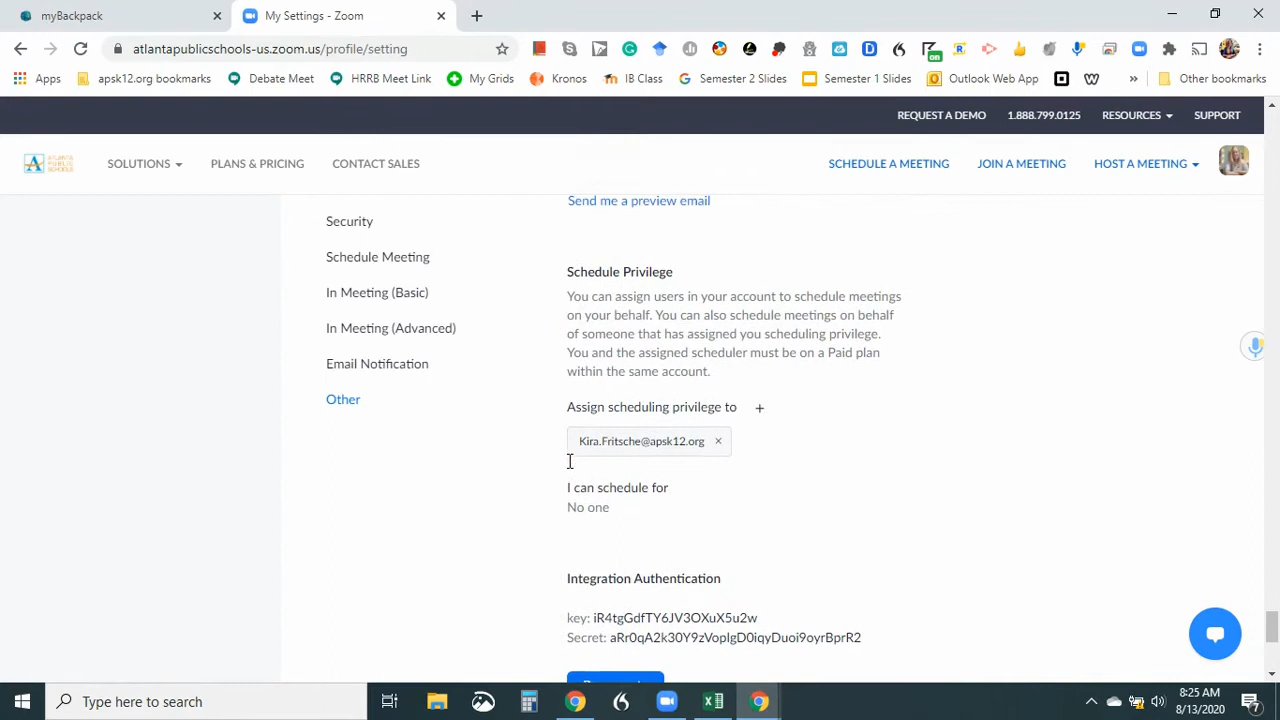 myBackpack
My Settings - Zoom
atlantapublicschools-us.zoom.us/profile/setting
on
Apps
apsk12.org bookmarks
Debate Meet
HRRB Meet Link
My Grids
Kronos
IB Class
Semester 2 Slides
Semester 1 Slides
Outlook Web App
»
Other bookmarks
REQUEST A DEMO
1.888.799.0125
RESOURCES
SUPPORT
SOLUTIONS
PLANS & PRICING
CONTACT SALES
SCHEDULE A MEETING
JOIN A MEETING
HOST A MEETING
Security
Schedule Meeting
In Meeting (Basic)
In Meeting (Advanced)
Email Notification
Other
Send me a preview email
Schedule Privilege
You can assign users in your account to schedule meetings
on your behalf. You can also schedule meetings on behalf
of someone that has assigned you scheduling privilege.
You and the assigned scheduler must be on a Paid plan
within the same account.
Assign scheduling privilege to +
Kira.Fritsche@apsk12.org ×
I can schedule for
No one
Integration Authentication
key: iR4tgGdfTY6JV3OXuX5u2w
Secret: aRr0qA2k30Y9zVoplgD0iqyDuoi9oyrBprR2
Type here to search
8:25 AM
8/13/2020
7